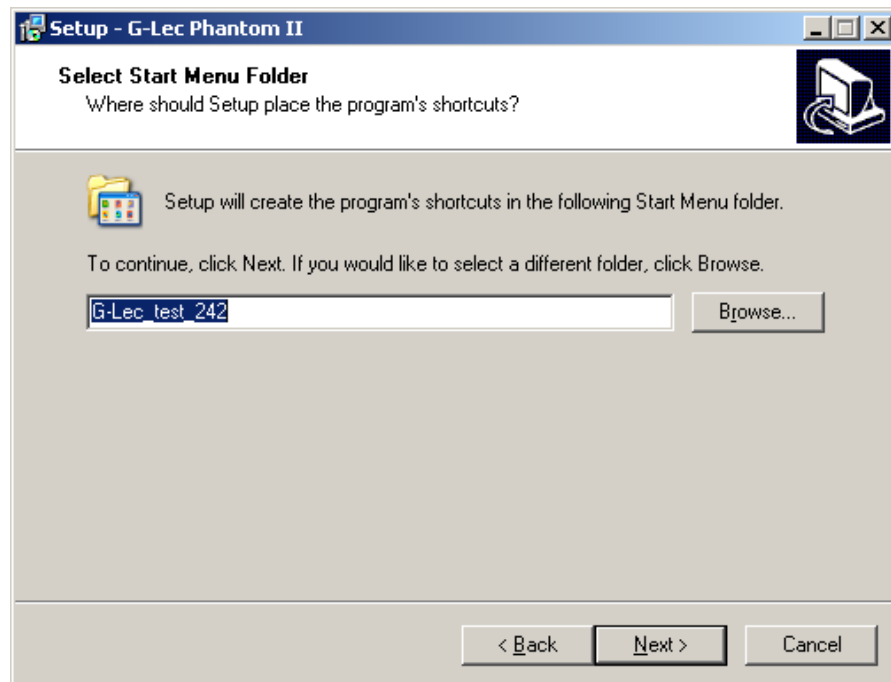 Setup - G-Lec Phantom II
Select Start Menu Folder
Where should Setup place the program's shortcuts?
Setup will create the program's shortcuts in the following Start Menu folder.
To continue, click Next. If you would like to select a different folder, click Browse.
G-Lec_test_242
Browse...
< Back
Next >
Cancel